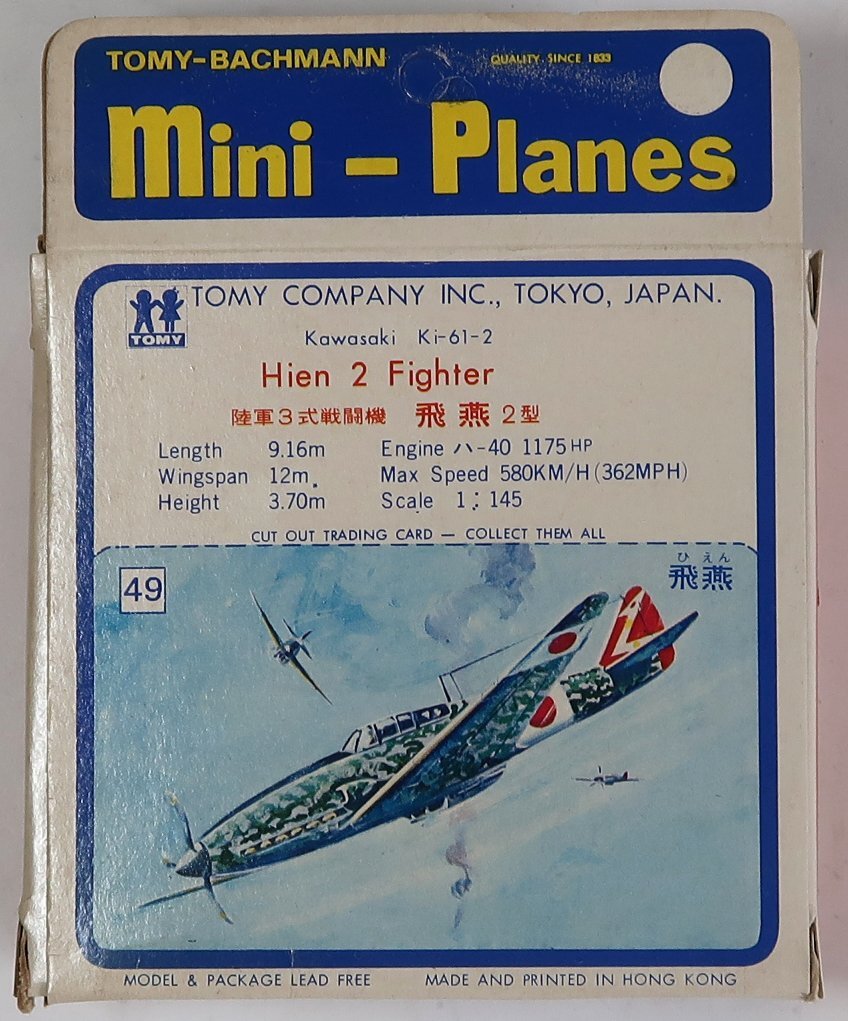 TOMY-BACHMANN QUALITY SINCE 1833
Mini - Planes
TOMY COMPANY INC., TOKYO, JAPAN.
TOMY
Kawasaki Ki-61-2
Hien 2 Fighter
陸軍3式戦闘機 飛燕2型
Length 9.16m Engine ハ-40 1175HP
Wingspan 12m. Max Speed 580KM/H (362MPH)
Height 3.70m Scale 1:145
CUT OUT TRADING CARD — COLLECT THEM ALL
49
ひえん
飛燕
MODEL & PACKAGE LEAD FREE MADE AND PRINTED IN HONG KONG